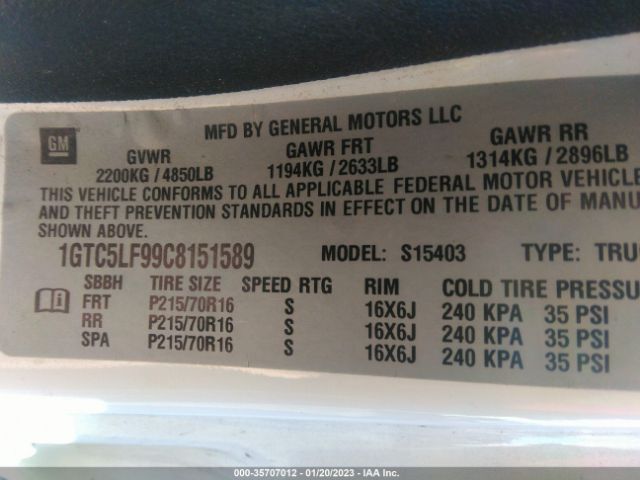 GM
MFD BY GENERAL MOTORS LLC
GVWR GAWR FRT GAWR RR
2200KG / 4850LB 1194KG / 2633LB 1314KG / 2896LB
THIS VEHICLE CONFORMS TO ALL APPLICABLE FEDERAL MOTOR VEHICLE
AND THEFT PREVENTION STANDARDS IN EFFECT ON THE DATE OF MANU
SHOWN ABOVE.
1GTC5LF99C8151589 MODEL: S15403 TYPE: TRU
SBBH TIRE SIZE SPEED RTG RIM COLD TIRE PRESSU
FRT P215/70R16 S 16X6J 240 KPA 35 PSI
RR P215/70R16 S 16X6J 240 KPA 35 PSI
SPA P215/70R16 S 16X6J 240 KPA 35 PSI
000-35707012 | 01/20/2023 | IAA Inc.